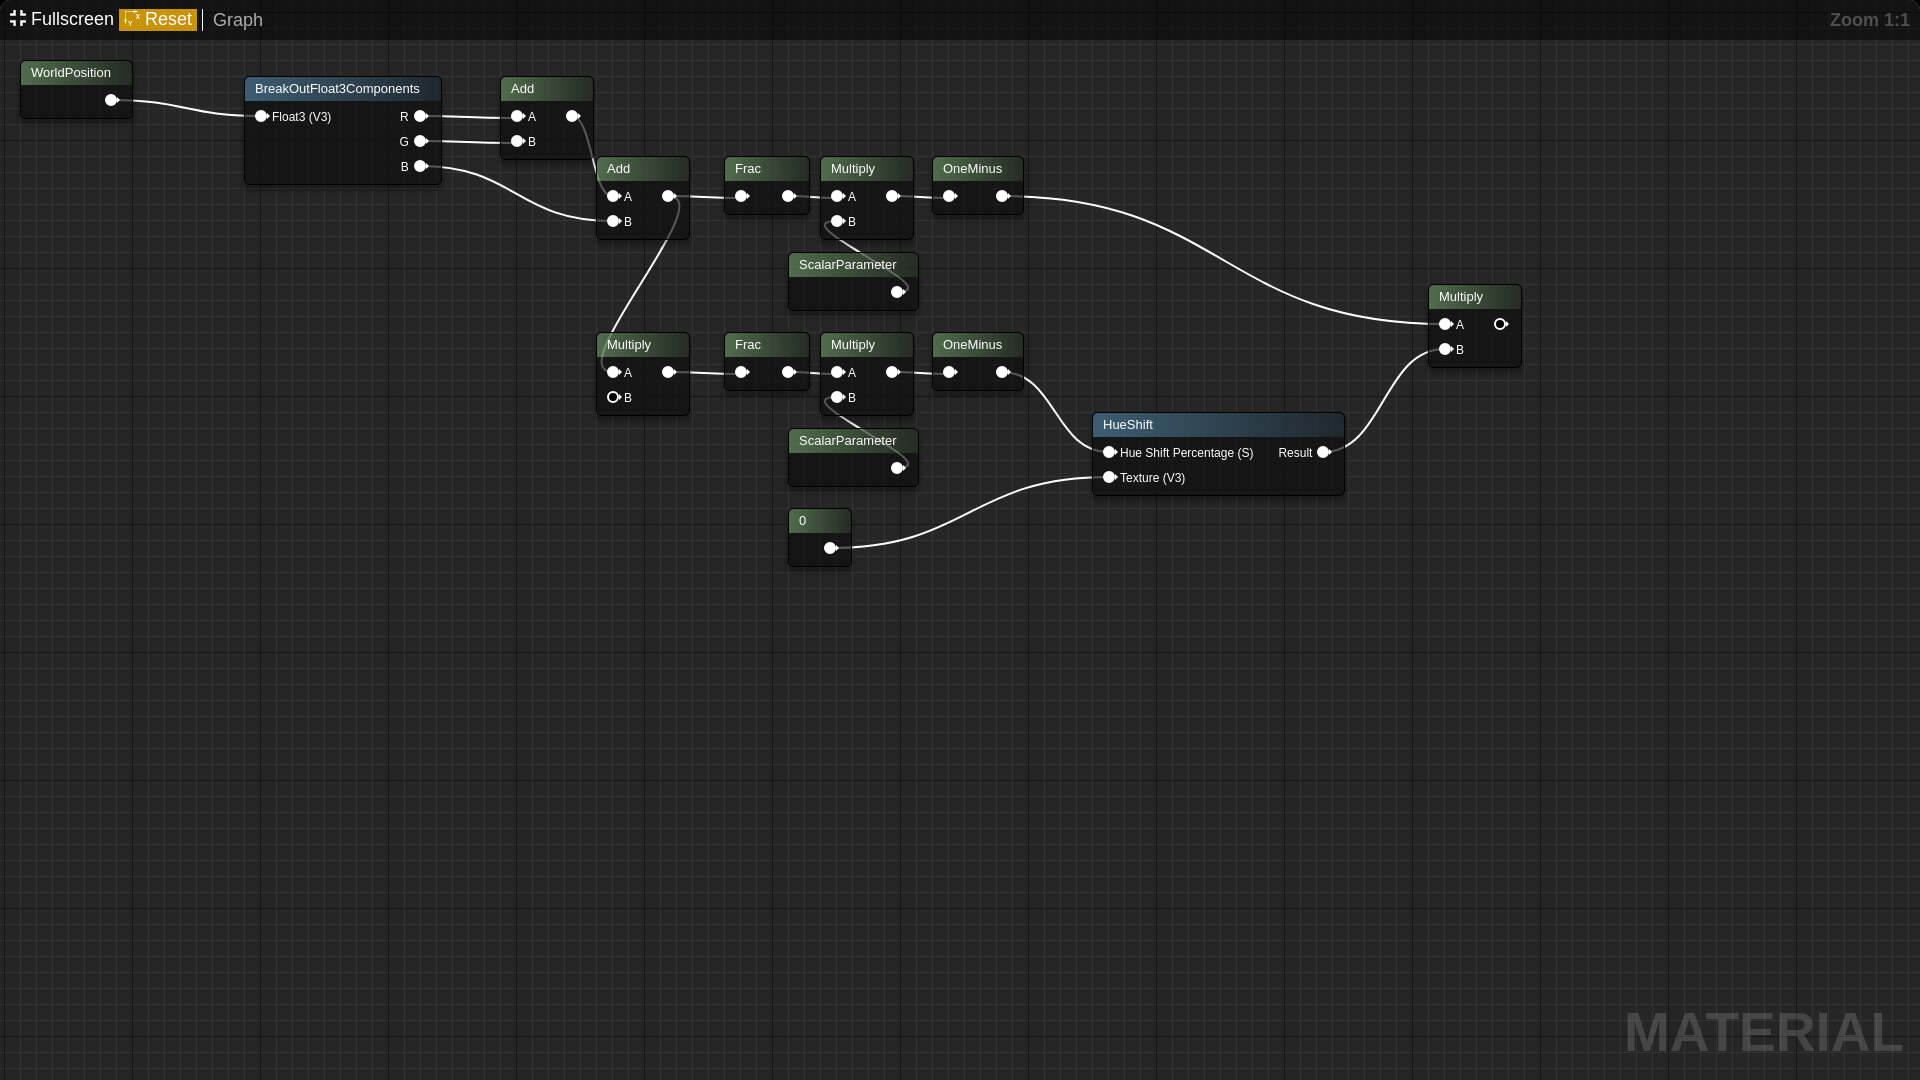 Fullscreen Reset Graph Zoom 1:1
WorldPosition
BreakOutFloat3Components
Float3 (V3) R
G
B
Add
A
B
Add
A
B
Frac
Multiply
A
B
OneMinus
ScalarParameter
Multiply
A
B
Frac
Multiply
A
B
OneMinus
ScalarParameter
0
HueShift
Hue Shift Percentage (S) Result
Texture (V3)
Multiply
A
B
MATERIAL